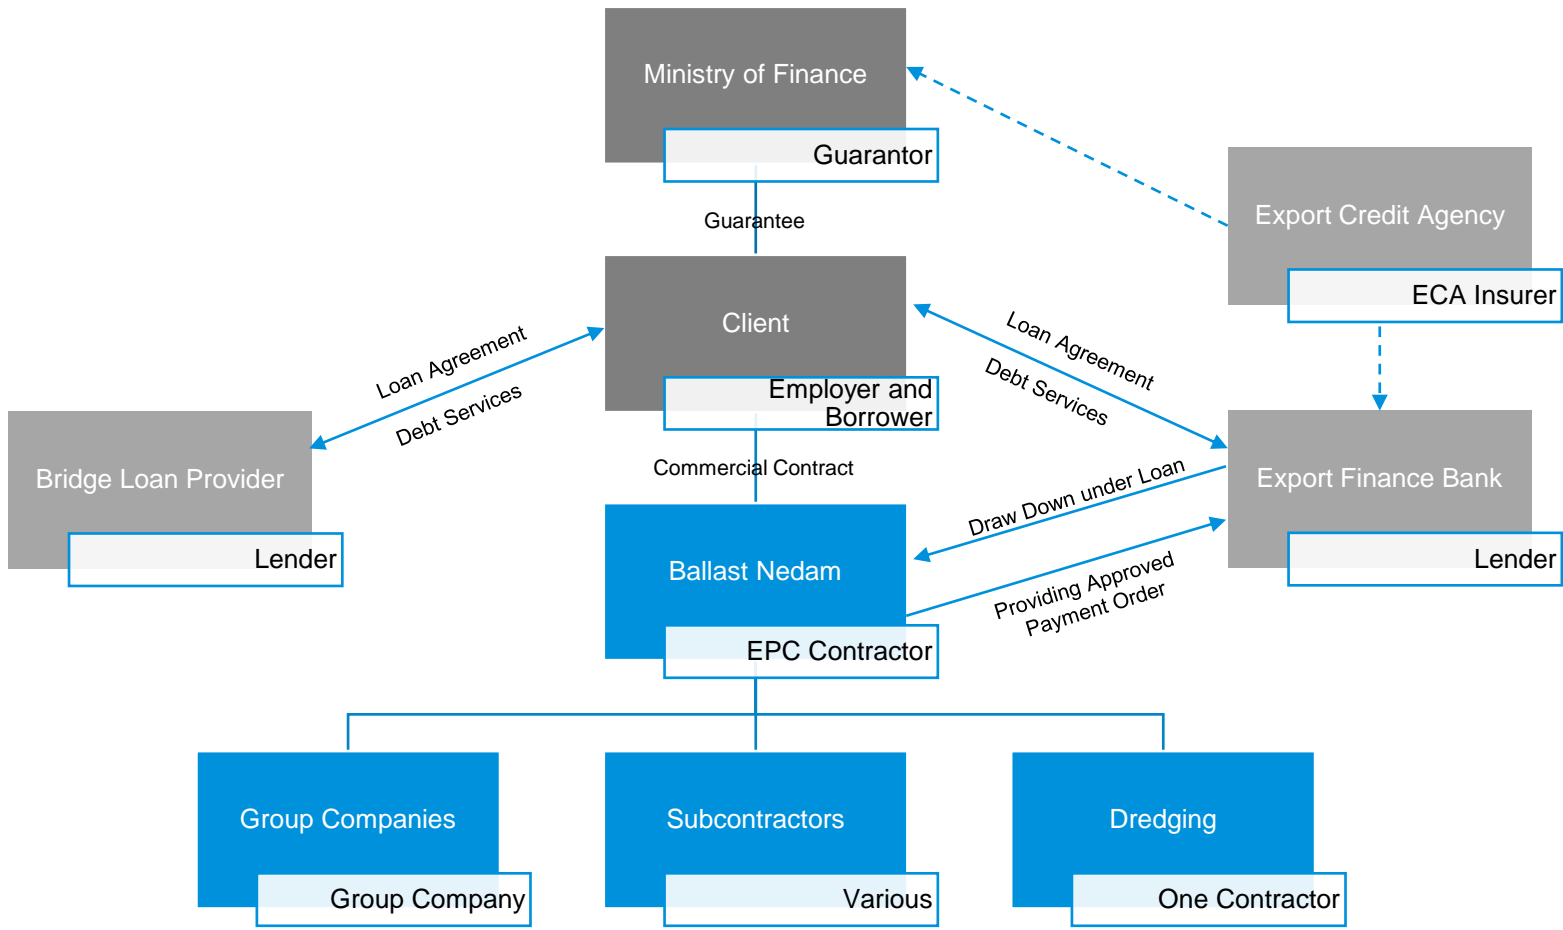 Ministry of Finance
Guarantor
Guarantee
Export Credit Agency
ECA Insurer
Client
Employer and
Borrower
Loan Agreement
Debt Services
Loan Agreement
Debt Services
Bridge Loan Provider
Lender
Commercial Contract
Export Finance Bank
Lender
Draw Down under Loan
Providing Approved
Payment Order
Ballast Nedam
EPC Contractor
Group Companies
Group Company
Subcontractors
Various
Dredging
One Contractor